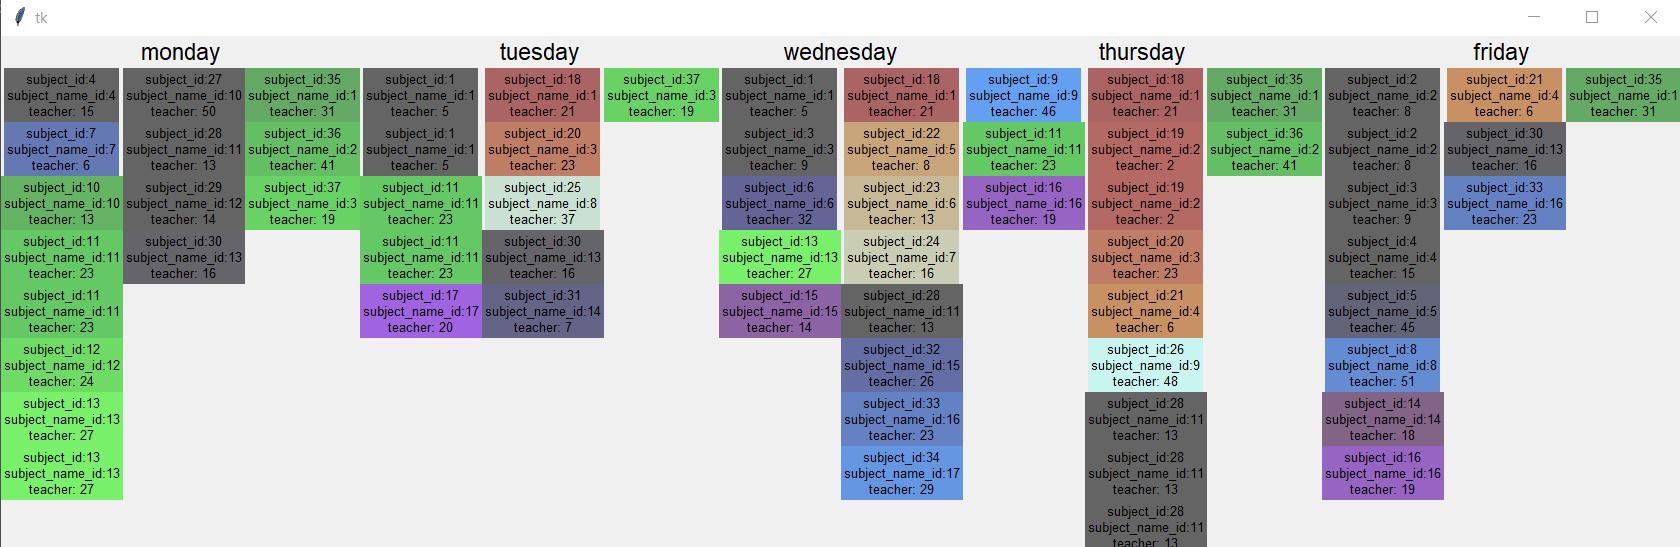 tk
monday
tuesday
wednesday
thursday
friday
subject_id:4
subject_name_id:4
teacher: 15
subject_id:7
subject_name_id:7
teacher: 6
subject_id:10
subject_name_id:10
teacher: 13
subject_id:11
subject_name_id:11
teacher: 23
subject_id:11
subject_name_id:11
teacher: 23
subject_id:12
subject_name_id:12
teacher: 24
subject_id:13
subject_name_id:13
teacher: 27
subject_id:13
subject_name_id:13
teacher: 27
subject_id:27
subject_name_id:10
teacher: 50
subject_id:28
subject_name_id:11
teacher: 13
subject_id:29
subject_name_id:12
teacher: 14
subject_id:30
subject_name_id:13
teacher: 16
subject_id:35
subject_name_id:1
teacher: 31
subject_id:36
subject_name_id:2
teacher: 41
subject_id:37
subject_name_id:3
teacher: 19
subject_id:1
subject_name_id:1
teacher: 5
subject_id:1
subject_name_id:1
teacher: 5
subject_id:11
subject_name_id:11
teacher: 23
subject_id:11
subject_name_id:11
teacher: 23
subject_id:17
subject_name_id:17
teacher: 20
subject_id:18
subject_name_id:1
teacher: 21
subject_id:20
subject_name_id:3
teacher: 23
subject_id:25
subject_name_id:8
teacher: 37
subject_id:30
subject_name_id:13
teacher: 16
subject_id:31
subject_name_id:14
teacher: 7
subject_id:37
subject_name_id:3
teacher: 19
subject_id:1
subject_name_id:1
teacher: 5
subject_id:3
subject_name_id:3
teacher: 9
subject_id:6
subject_name_id:6
teacher: 32
subject_id:13
subject_name_id:13
teacher: 27
subject_id:15
subject_name_id:15
teacher: 14
subject_id:18
subject_name_id:1
teacher: 21
subject_id:22
subject_name_id:5
teacher: 8
subject_id:23
subject_name_id:6
teacher: 13
subject_id:24
subject_name_id:7
teacher: 16
subject_id:28
subject_name_id:11
teacher: 13
subject_id:32
subject_name_id:15
teacher: 26
subject_id:33
subject_name_id:16
teacher: 23
subject_id:34
subject_name_id:17
teacher: 29
subject_id:9
subject_name_id:9
teacher: 46
subject_id:11
subject_name_id:11
teacher: 23
subject_id:16
subject_name_id:16
teacher: 19
subject_id:18
subject_name_id:1
teacher: 21
subject_id:19
subject_name_id:2
teacher: 2
subject_id:19
subject_name_id:2
teacher: 2
subject_id:20
subject_name_id:3
teacher: 23
subject_id:21
subject_name_id:4
teacher: 6
subject_id:26
subject_name_id:9
teacher: 48
subject_id:28
subject_name_id:11
teacher: 13
subject_id:28
subject_name_id:11
teacher: 13
subject_id:28
subject_name_id:11
teacher: 13
subject_id:35
subject_name_id:1
teacher: 31
subject_id:36
subject_name_id:2
teacher: 41
subject_id:2
subject_name_id:2
teacher: 8
subject_id:2
subject_name_id:2
teacher: 8
subject_id:3
subject_name_id:3
teacher: 9
subject_id:4
subject_name_id:4
teacher: 15
subject_id:5
subject_name_id:5
teacher: 45
subject_id:8
subject_name_id:8
teacher: 51
subject_id:14
subject_name_id:14
teacher: 18
subject_id:16
subject_name_id:16
teacher: 19
subject_id:21
subject_name_id:4
teacher: 6
subject_id:30
subject_name_id:13
teacher: 16
subject_id:33
subject_name_id:16
teacher: 23
subject_id:35
subject_name_id:1
teacher: 31